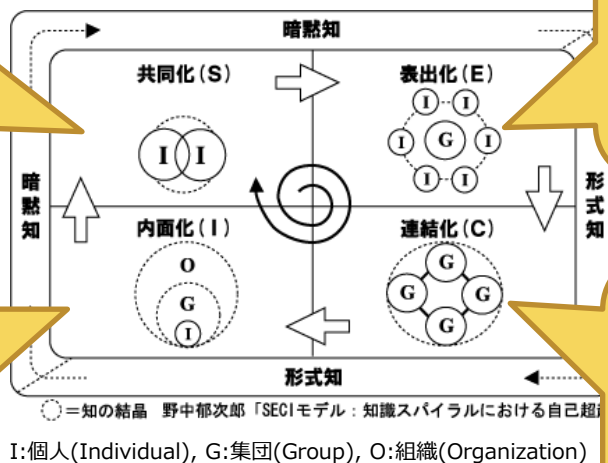 暗黙知
共同化(S)
表出化(E)
I I
I I
I G I
I I
暗黙知
形式知
内面化(I)
連結化(C)
O
G
I
G
G G
G
形式知
=知の結晶 野中郁次郎「SECIモデル:知識スパイラルにおける自己超
I:個人(Individual), G:集団(Group), O:組織(Organization)